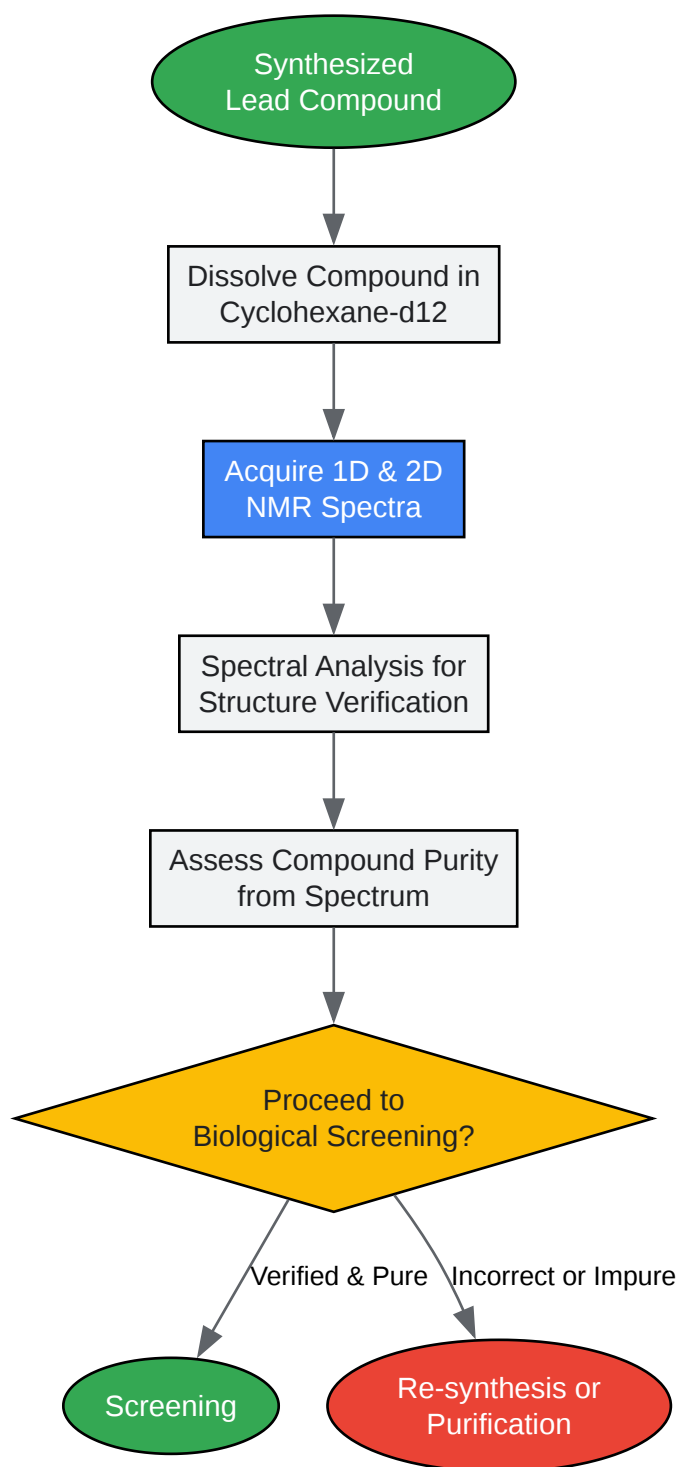 Synthesized
Lead Compound
Dissolve Compound in
Cyclohexane-d12
Acquire 1D & 2D
NMR Spectra
Spectral Analysis for
Structure Verification
Assess Compound Purity
from Spectrum
Proceed to
Biological Screening?
Verified & Pure
Incorrect or Impure
Screening
Re-synthesis or
Purification